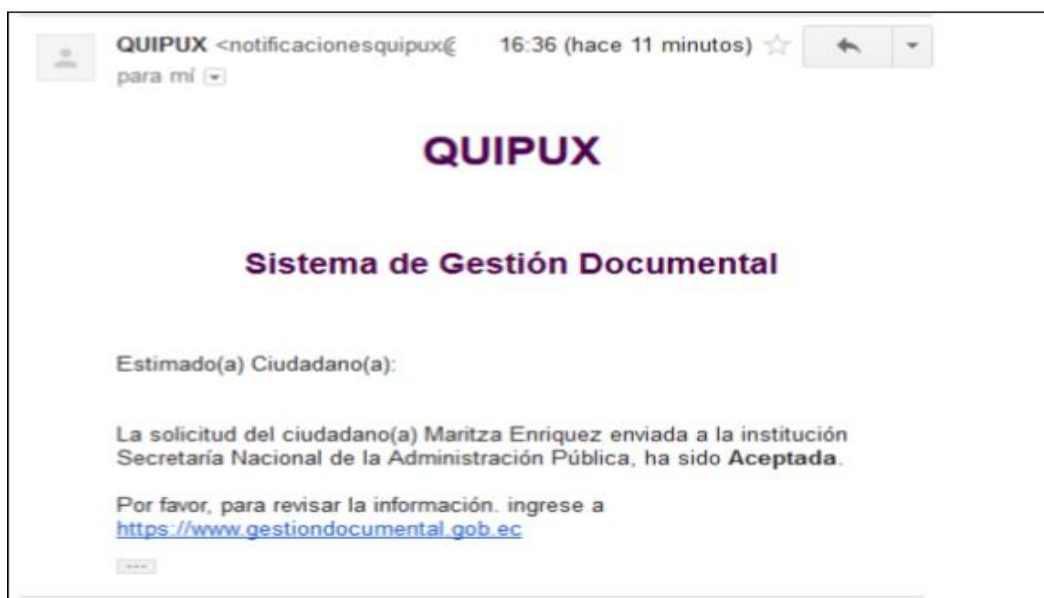 QUIPUX <notificacionesquipux@ 16:36 (hace 11 minutos)
para mí
QUIPUX
Sistema de Gestión Documental
Estimado(a) Ciudadano(a):
La solicitud del ciudadano(a) Maritza Enriquez enviada a la institución
Secretaría Nacional de la Administración Pública, ha sido Aceptada.
Por favor, para revisar la información. ingrese a
https://www.gestiondocumental.gob.ec